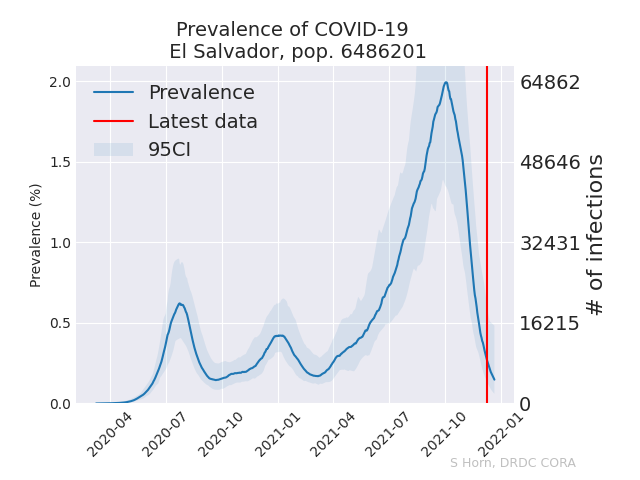 Prevalence of COVID-19
El Salvador, pop. 6486201
Prevalence
Latest data
95CI
Prevalence (%)
2.0
1.5
1.0
0.5
0.0
64862
48646
32431
16215
0
# of infections
2020-04
2020-07
2020-10
2021-01
2021-04
2021-07
2021-10
2022-01
S Horn, DRDC CORA